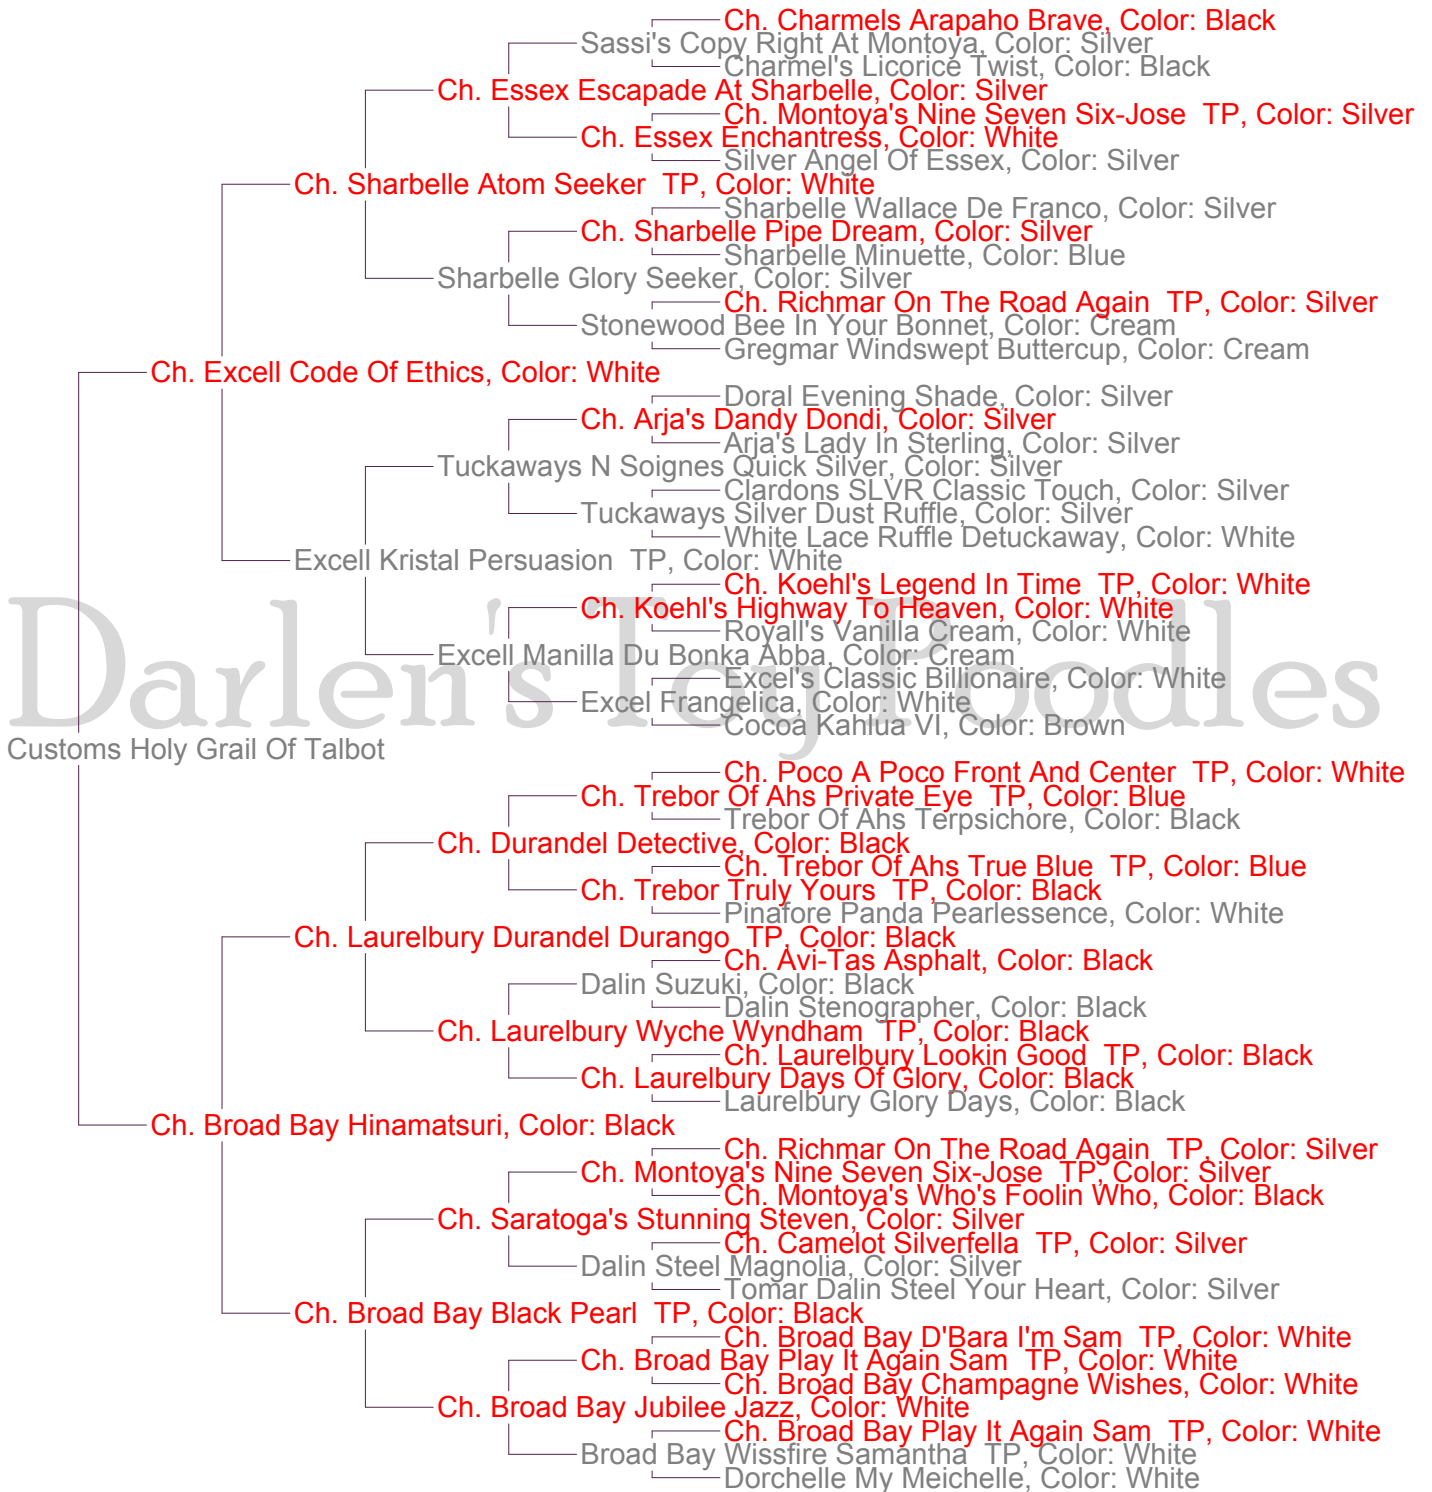 Ch. Charmels Arapaho Brave, Color: Black
Sassi's Copy Right At Montoya, Color: Silver
Charmel's Licorice Twist, Color: Black
Ch. Essex Escapade At Sharbelle, Color: Silver
Ch. Montoya's Nine Seven Six-Jose TP, Color: Silver
Ch. Essex Enchantress, Color: White
Silver Angel Of Essex, Color: Silver
Ch. Sharbelle Atom Seeker TP, Color: White
Sharbelle Wallace De Franco, Color: Silver
Ch. Sharbelle Pipe Dream, Color: Silver
Sharbelle Minuette, Color: Blue
Sharbelle Glory Seeker, Color: Silver
Ch. Richmar On The Road Again TP, Color: Silver
Stonewood Bee In Your Bonnet, Color: Cream
Gregmar Windswept Buttercup, Color: Cream
Ch. Excell Code Of Ethics, Color: White
Doral Evening Shade, Color: Silver
Ch. Arja's Dandy Dondi, Color: Silver
Arja's Lady In Sterling, Color: Silver
Tuckaways N Soignes Quick Silver, Color: Silver
Clardons SLVR Classic Touch, Color: Silver
Tuckaways Silver Dust Ruffle, Color: Silver
White Lace Ruffle Detuckaway, Color: White
Excell Kristal Persuasion TP, Color: White
Ch. Koehl's Legend In Time TP, Color: White
Ch. Koehl's Highway To Heaven, Color: White
Royall's Vanilla Cream, Color: White
Excell Manilla Du Bonka Abba, Color: Cream
Darlen's Toy Poodles
Excel's Classic Billionaire, Color: White
Excel Frangelica, Color: White
Cocoa Kahlua VI, Color: Brown
Customs Holy Grail Of Talbot
Ch. Poco A Poco Front And Center TP, Color: White
Ch. Trebor Of Ahs Private Eye TP, Color: Blue
Trebor Of Ahs Terpsichore, Color: Black
Ch. Durandel Detective, Color: Black
Ch. Trebor Of Ahs True Blue TP, Color: Blue
Ch. Trebor Truly Yours TP, Color: Black
Pinafore Panda Pearlessence, Color: White
Ch. Laurelbury Durandel Durango TP, Color: Black
Ch. Avi-Tas Asphalt, Color: Black
Dalin Suzuki, Color: Black
Dalin Stenographer, Color: Black
Ch. Laurelbury Wyche Wyndham TP, Color: Black
Ch. Laurelbury Lookin Good TP, Color: Black
Ch. Laurelbury Days Of Glory, Color: Black
Laurelbury Glory Days, Color: Black
Ch. Broad Bay Hinamatsuri, Color: Black
Ch. Richmar On The Road Again TP, Color: Silver
Ch. Montoya's Nine Seven Six-Jose TP, Color: Silver
Ch. Montoya's Who's Foolin Who, Color: Black
Ch. Saratoga's Stunning Steven, Color: Silver
Ch. Camelot Silverfella TP, Color: Silver
Dalin Steel Magnolia, Color: Silver
Tomar Dalin Steel Your Heart, Color: Silver
Ch. Broad Bay Black Pearl TP, Color: Black
Ch. Broad Bay D'Bara I'm Sam TP, Color: White
Ch. Broad Bay Play It Again Sam TP, Color: White
Ch. Broad Bay Champagne Wishes, Color: White
Ch. Broad Bay Jubilee Jazz, Color: White
Ch. Broad Bay Play It Again Sam TP, Color: White
Broad Bay Wissfire Samantha TP, Color: White
Dorchelle My Meichelle, Color: White